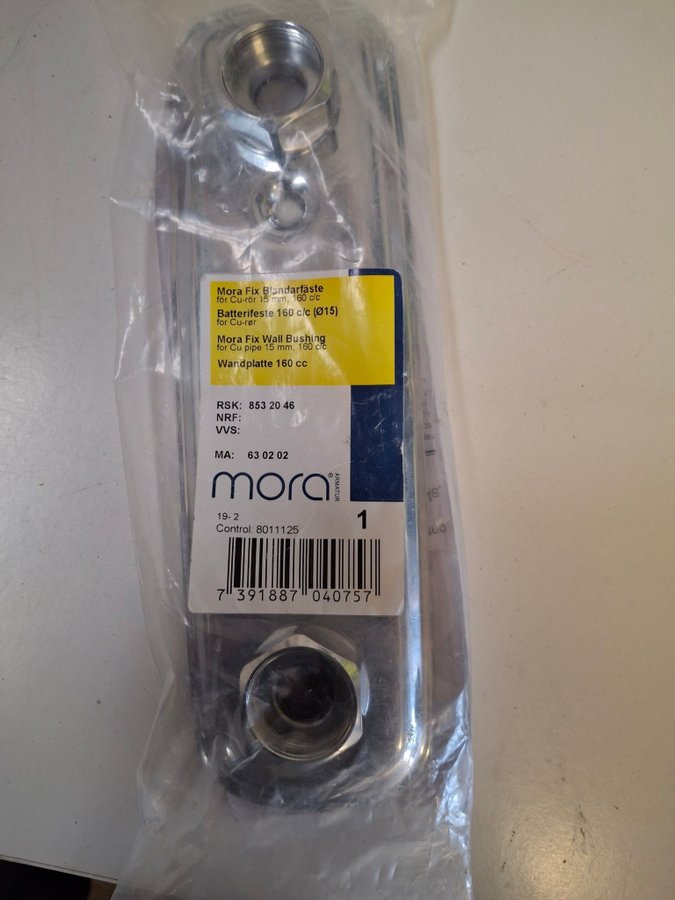 Mora Fix Blandarfäste
för Cu-rör 15 mm, 160 c/c
Batterifeste 160 c/c (Ø15)
for Cu-rør
Mora Fix Wall Bushing
for Cu pipe 15 mm, 160 c/c
Wandplatte 160 cc
RSK: 853 20 46
NRF:
VVS:
MA: 63 02 02
mora®
ARMATUR
19- 2
1
Control: 8011125
7 391887 040757